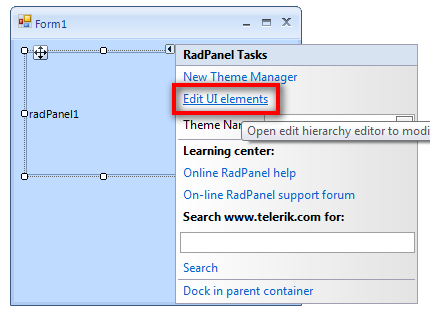 Form1
RadPanel Tasks
New Theme Manager
Edit UI elements
radPanel1
Theme Na
Open edit hierarchy editor to modi
Learning center:
Online RadPanel help
On-line RadPanel support forum
Search www.telerik.com for:
Search
Dock in parent container